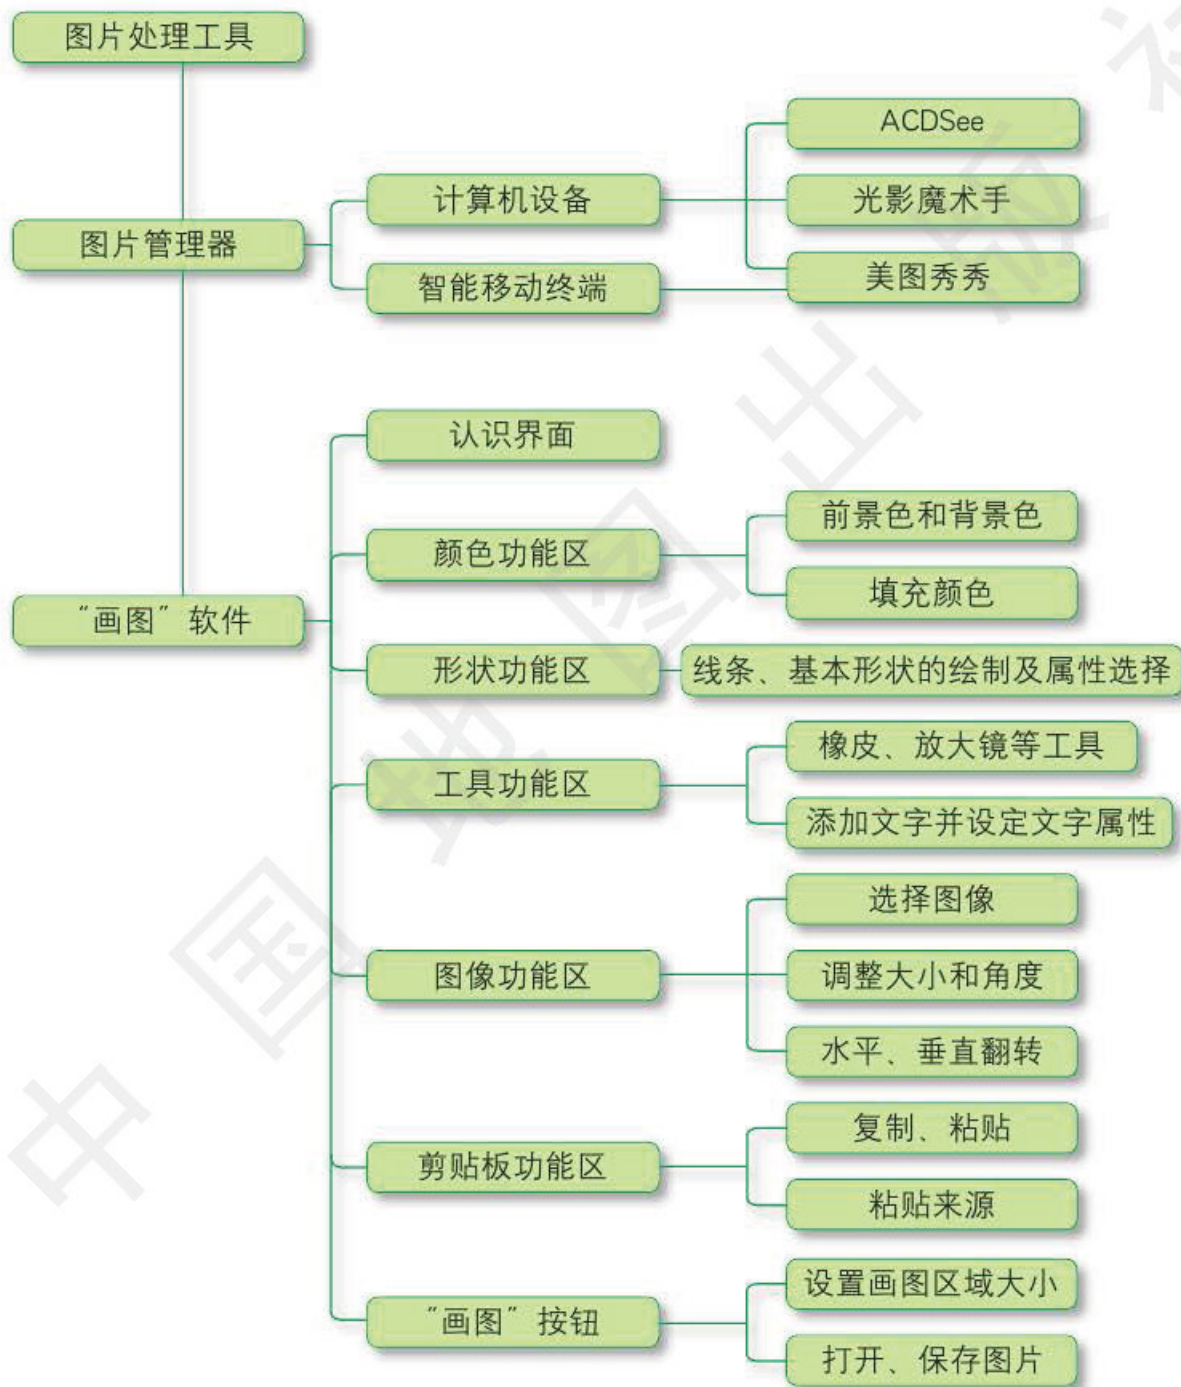 图片处理工具
ACDSee
计算机设备
光影魔术手
图片管理器
智能移动终端
美图秀秀
认识界面
颜色功能区
前景色和背景色
填充颜色
“画图”软件
形状功能区
线条、基本形状的绘制及属性选择
工具功能区
橡皮、放大镜等工具
添加文字并设定文字属性
图像功能区
选择图像
调整大小和角度
水平、垂直翻转
剪贴板功能区
复制、粘贴
粘贴来源
“画图”按钮
设置画图区域大小
打开、保存图片
中国地图出版社